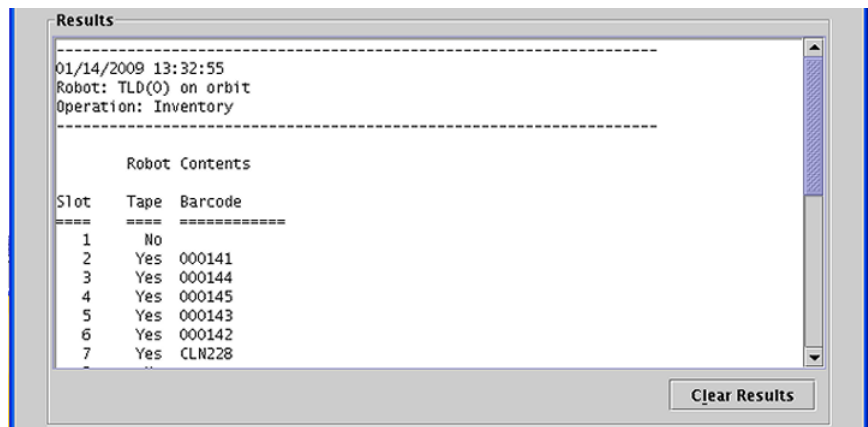 Results
--------------------------------------------------------------------
01/14/2009 13:32:55
Robot: TLD(0) on orbit
Operation: Inventory
--------------------------------------------------------------------
Robot Contents
Slot Tape Barcode
==== ==== ============
1 No
2 Yes 000141
3 Yes 000144
4 Yes 000145
5 Yes 000143
6 Yes 000142
7 Yes CLN228
Clear Results